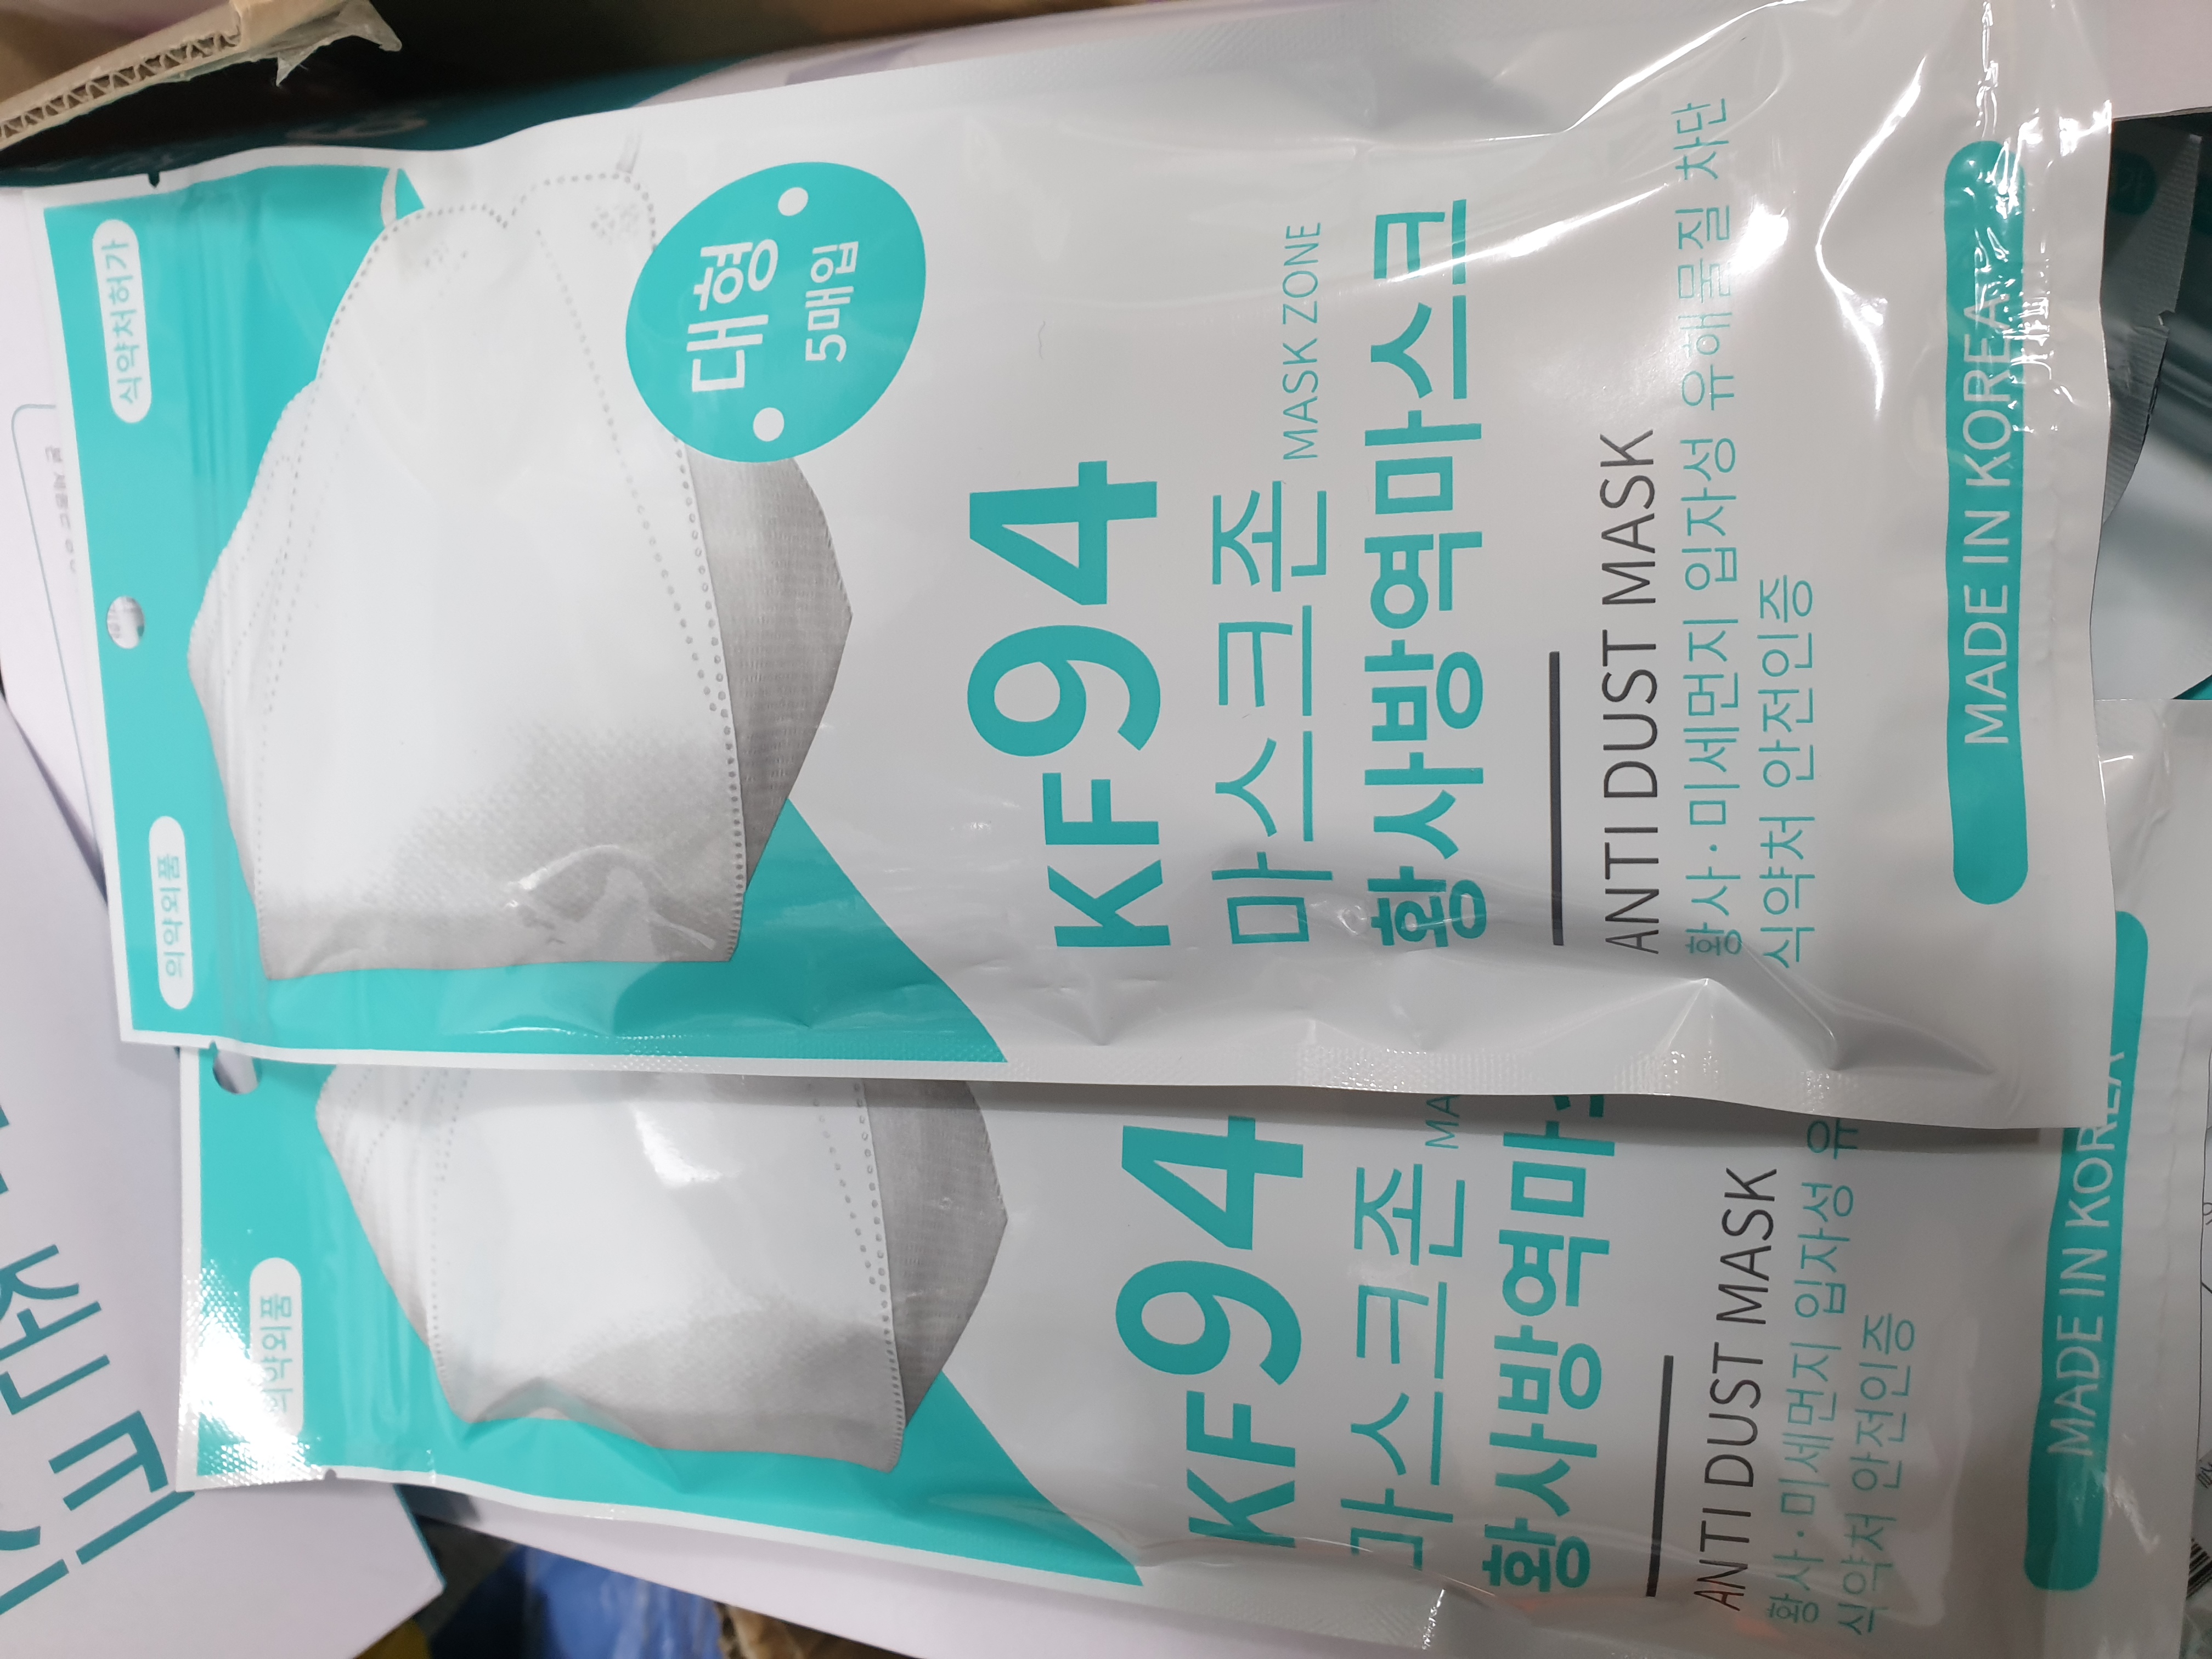 의약외품
식약처허가
대형
5매입
KF94
마스크존 MASK ZONE
황사방역마스크
ANTI DUST MASK
황사·미세먼지 입자성 유해물질 차단
식약처 안전인증
MADE IN KOREA
의약외품
KF94
마스크존 MA
황사방역마스
ANTI DUST MASK
황사·미세먼지 입자성 유
식약처 안전인증
MADE IN KOREA